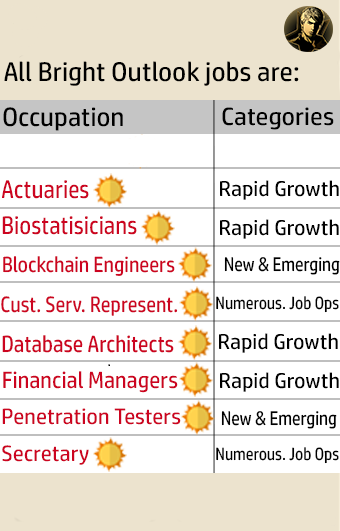 All Bright Outlook jobs are:
Occupation Categories
Actuaries Rapid Growth
Biostatisicians Rapid Growth
Blockchain Engineers New & Emerging
Cust. Serv. Represent. Numerous. Job Ops
Database Architects Rapid Growth
Financial Managers Rapid Growth
Penetration Testers New & Emerging
Secretary Numerous. Job Ops